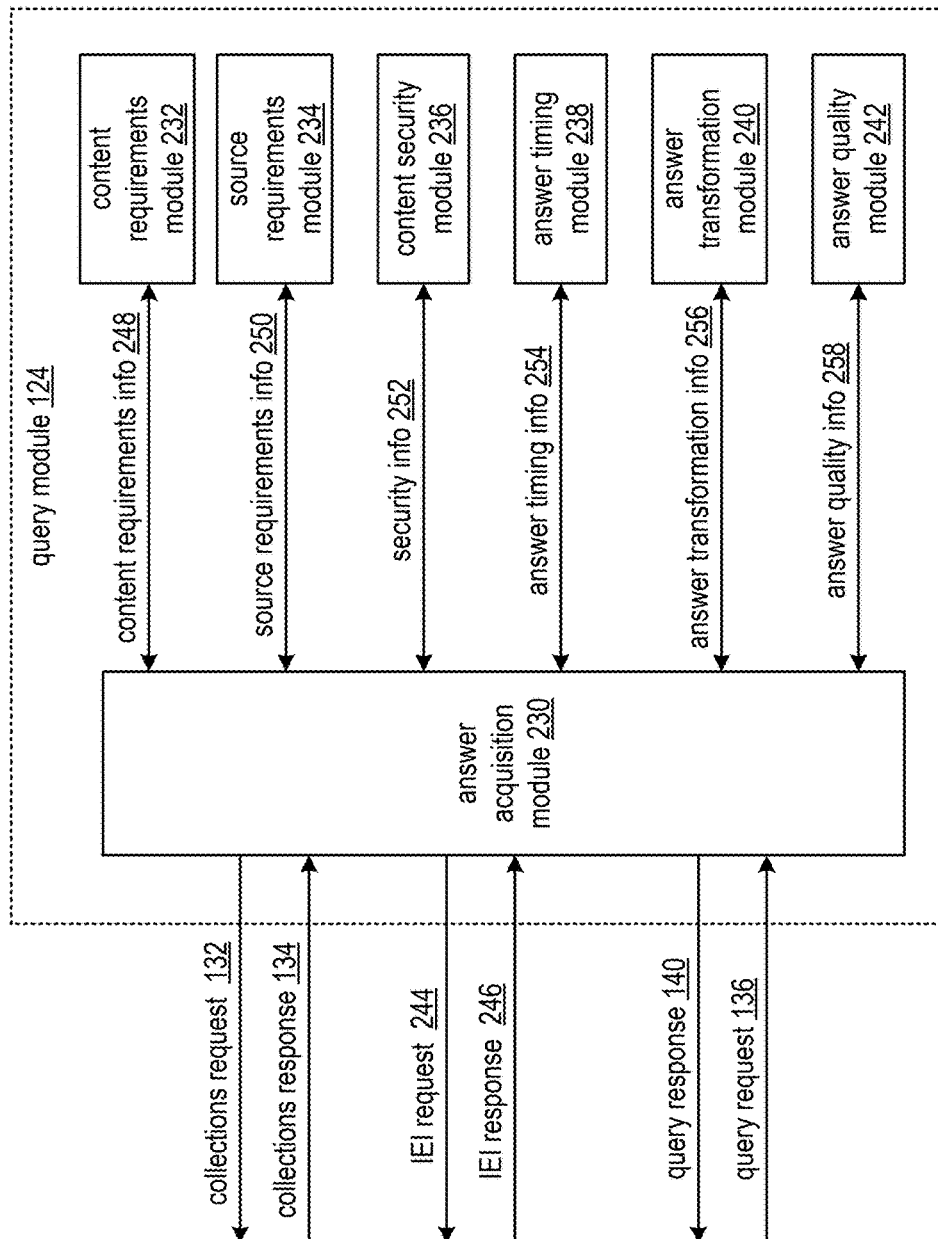 query module 124
content
requirements
module 232
source
requirements
module 234
content security
module 236
answer timing
module 238
answer
transformation
module 240
answer quality
module 242
content requirements info 248
source requirements info 250
security info 252
answer timing info 254
answer transformation info 256
answer quality info 258
answer
acquisition
module 230
collections request 132
collections response 134
IEI request 244
IEI response 246
query response 140
query request 136